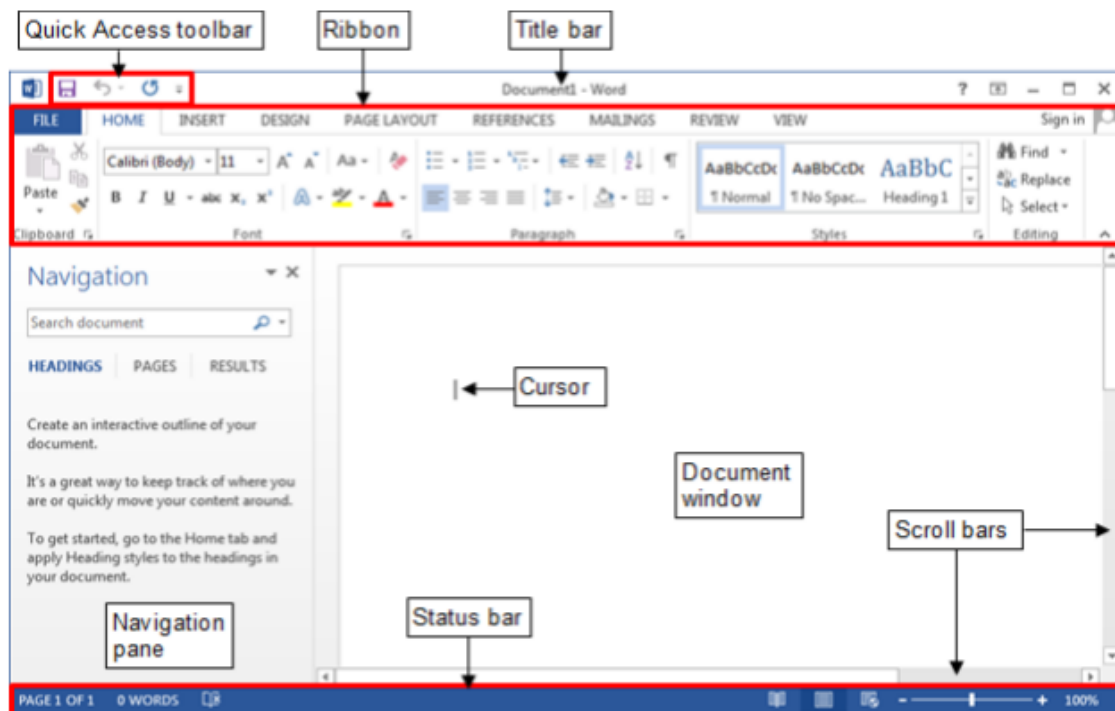 Quick Access toolbar
Ribbon
Title bar
Document1 - Word
?
FILE HOME INSERT DESIGN PAGE LAYOUT REFERENCES MAILINGS REVIEW VIEW Sign in
Paste
Calibri (Body) 11 A A Aa
B I U abc X, X² A ab A
AaBbCcDc AaBbCcDc AaBbC
¶ Normal ¶ No Spac... Heading 1
Find
Replace
Select
Clipboard Font Paragraph Styles Editing
Navigation
Search document
HEADINGS PAGES RESULTS
Create an interactive outline of your
document.
It's a great way to keep track of where you
are or quickly move your content around.
To get started, go to the Home tab and
apply Heading styles to the headings in
your document.
Navigation
pane
Cursor
Document
window
Scroll bars
Status bar
PAGE 1 OF 1 0 WORDS 100%